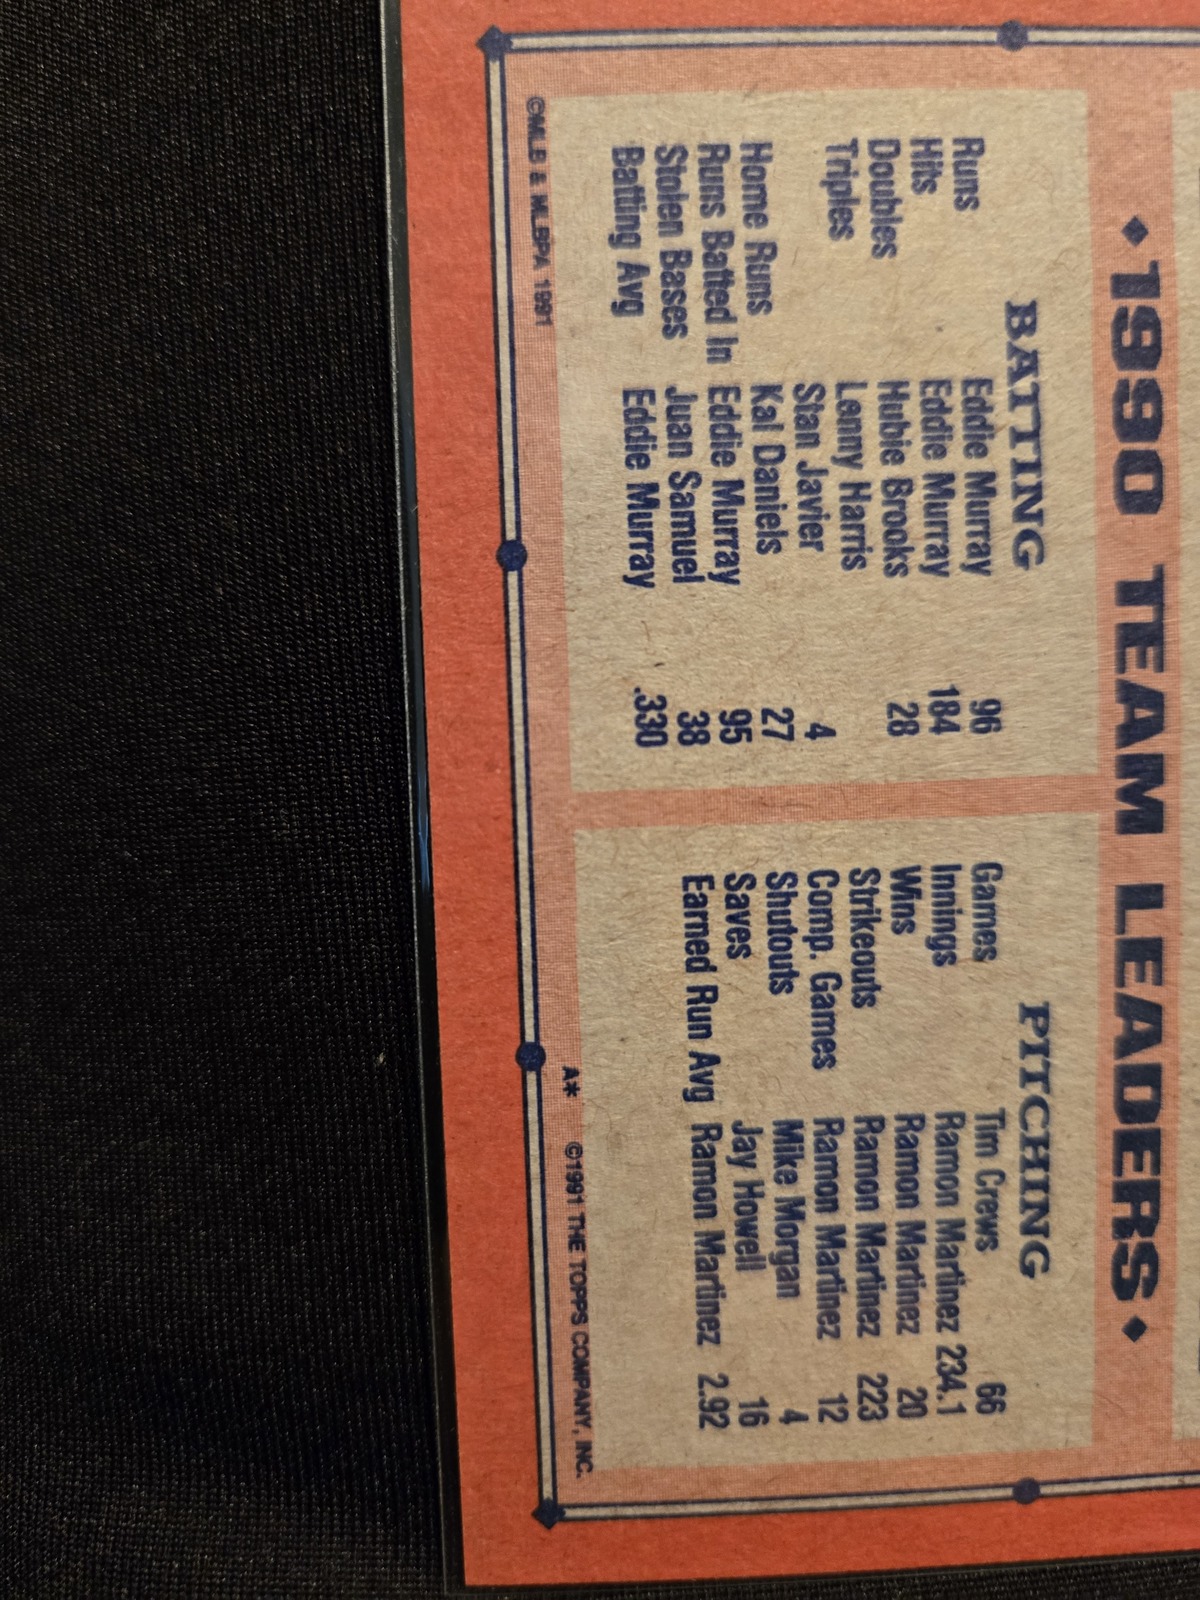 ◆1990 TEAM LEADERS◆
BATTING
Runs Eddie Murray 96
Hits Eddie Murray 184
Doubles Hubie Brooks 28
Triples Lenny Harris
Stan Javier 4
Home Runs Kal Daniels 27
Runs Batted In Eddie Murray 95
Stolen Bases Juan Samuel 38
Batting Avg Eddie Murray .330
PITCHING
Games Tim Crews 66
Innings Ramon Martinez 234.1
Wins Ramon Martinez 20
Strikeouts Ramon Martinez 223
Comp. Games Ramon Martinez 12
Shutouts Mike Morgan 4
Saves Jay Howell 16
Earned Run Avg Ramon Martinez 2.92
©MLB & MLBPA 1991
A* ©1991 THE TOPPS COMPANY, INC.